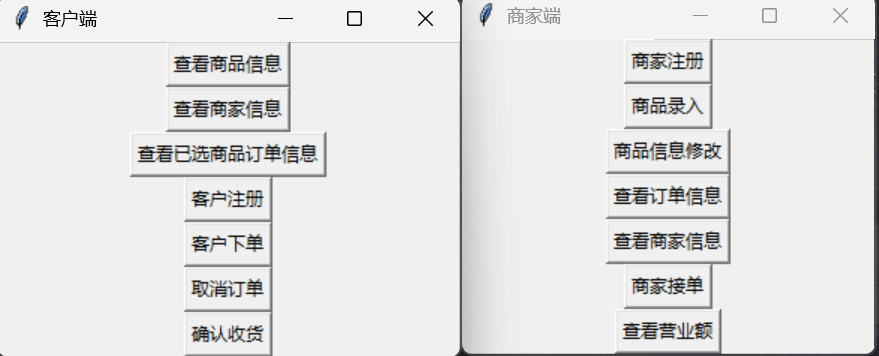 客户端
查看商品信息
查看商家信息
查看已选商品订单信息
客户注册
客户下单
取消订单
确认收货
商家端
商家注册
商品录入
商品信息修改
查看订单信息
查看商家信息
商家接单
查看营业额